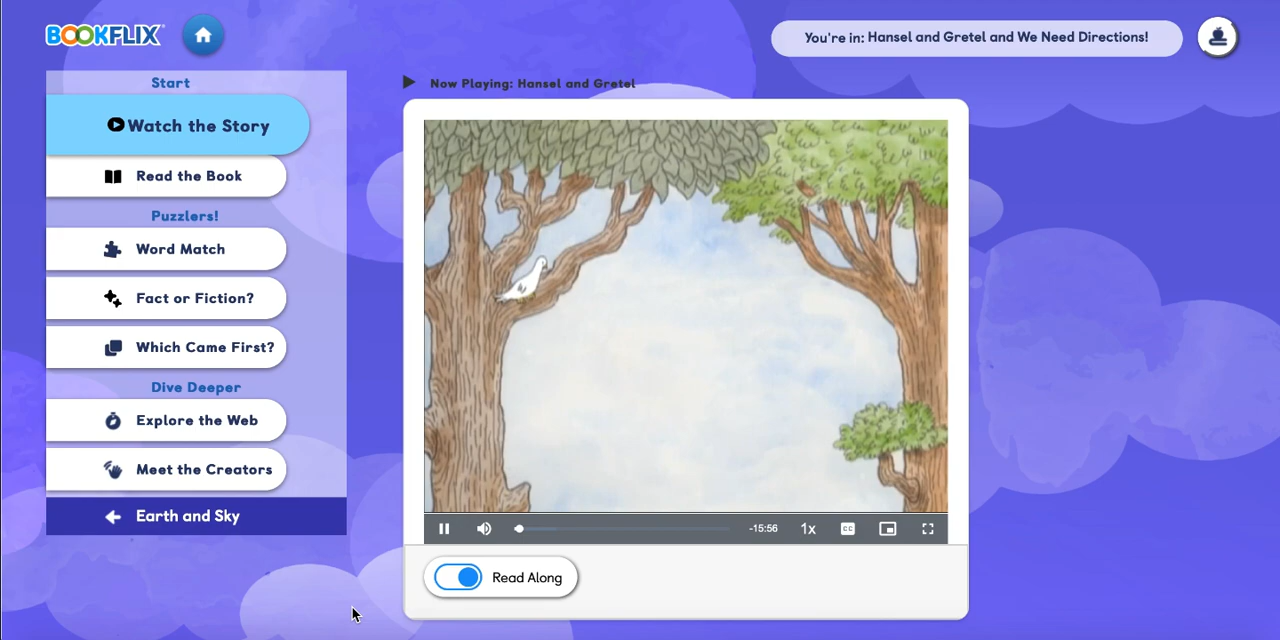 BOOKFLIX
You're in: Hansel and Gretel and We Need Directions!
Start
Watch the Story
Read the Book
Puzzlers!
Word Match
Fact or Fiction?
Which Came First?
Dive Deeper
Explore the Web
Meet the Creators
Earth and Sky
Now Playing: Hansel and Gretel
-15:56
1x
CC
Read Along